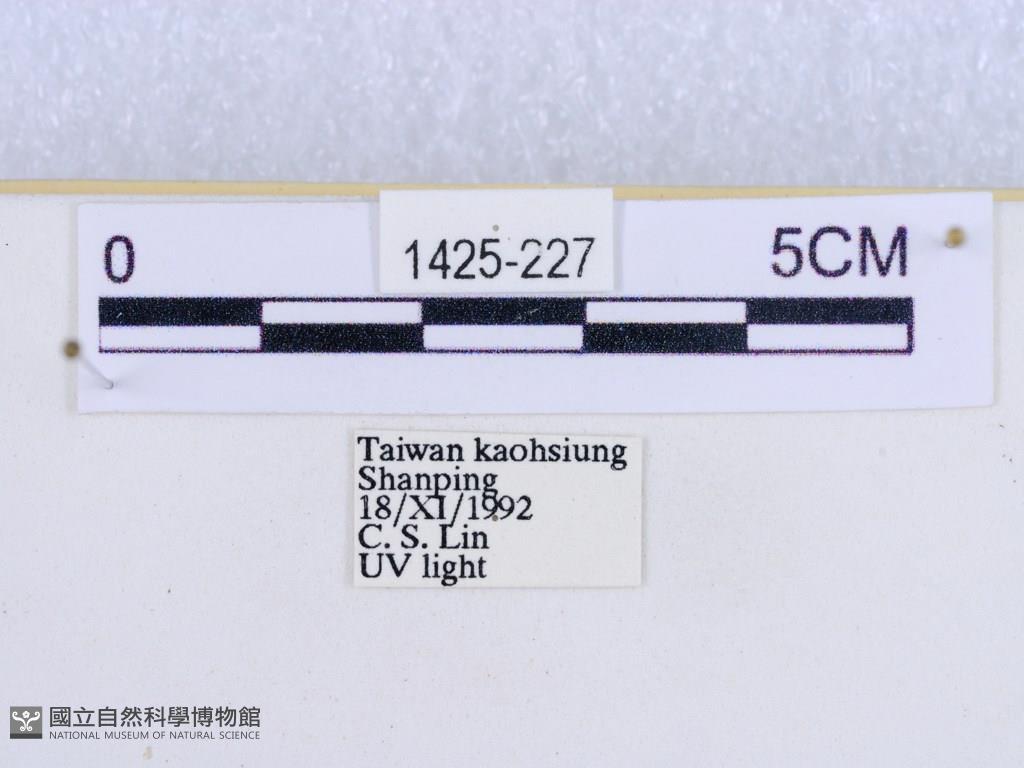 0
1425-227
5CM
Taiwan kaohsiung
Shanping
18/XI/1992
C. S. Lin
UV light
國立自然科學博物館
NATIONAL MUSEUM OF NATURAL SCIENCE